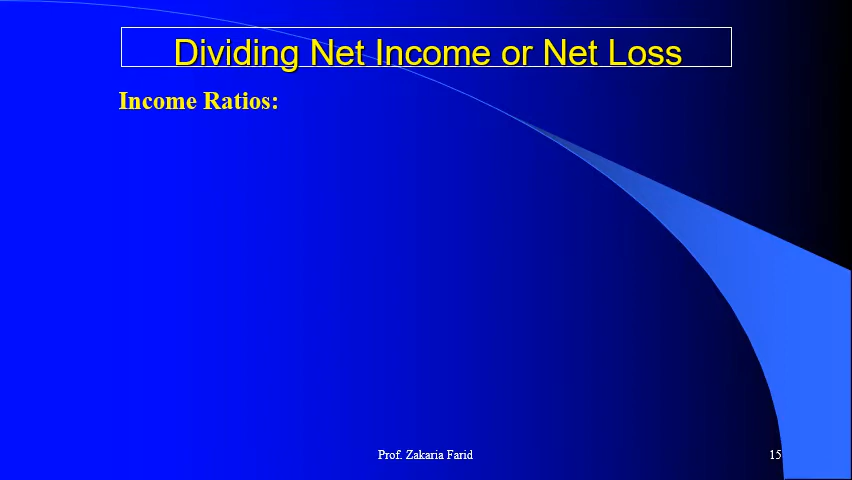 Dividing Net Income or Net Loss
Income Ratios:
Prof. Zakaria Farid
15